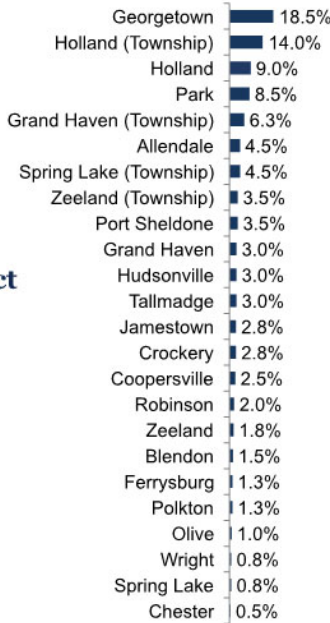 Georgetown 18.5%
Holland (Township) 14.0%
Holland 9.0%
Park 8.5%
Grand Haven (Township) 6.3%
Allendale 4.5%
Spring Lake (Township) 4.5%
Zeeland (Township) 3.5%
Port Sheldone 3.5%
Grand Haven 3.0%
ct
Hudsonville 3.0%
Tallmadge 3.0%
Jamestown 2.8%
Crockery 2.8%
Coopersville 2.5%
Robinson 2.0%
Zeeland 1.8%
Blendon 1.5%
Ferrysburg 1.3%
Polkton 1.3%
Olive 1.0%
Wright 0.8%
Spring Lake 0.8%
Chester 0.5%